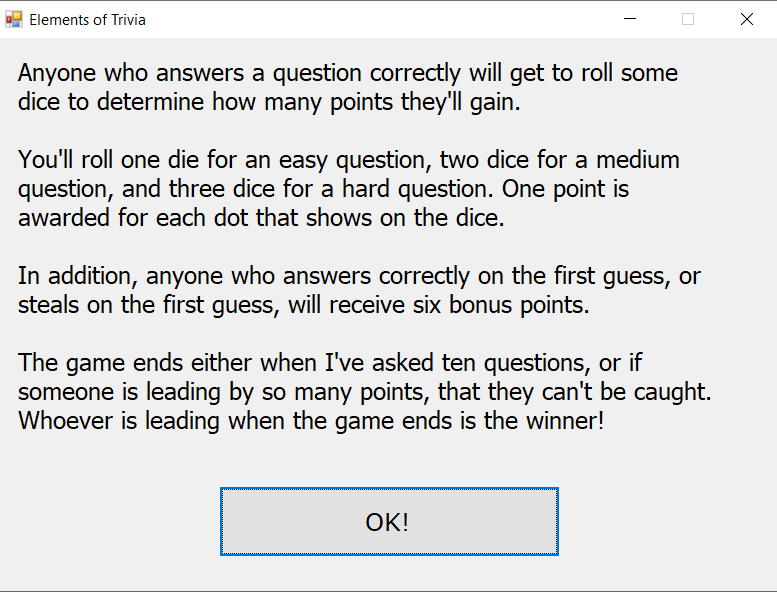 Elements of Trivia
Anyone who answers a question correctly will get to roll some
dice to determine how many points they'll gain.
You'll roll one die for an easy question, two dice for a medium
question, and three dice for a hard question. One point is
awarded for each dot that shows on the dice.
In addition, anyone who answers correctly on the first guess, or
steals on the first guess, will receive six bonus points.
The game ends either when I've asked ten questions, or if
someone is leading by so many points, that they can't be caught.
Whoever is leading when the game ends is the winner!
OK!